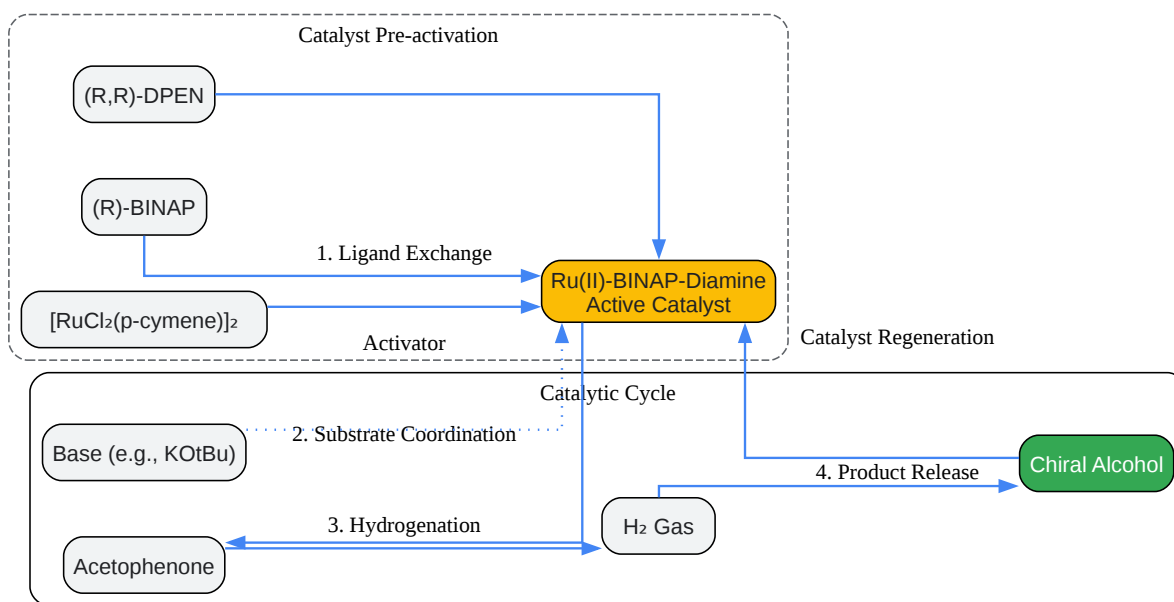 Catalyst Pre-activation
(R,R)-DPEN
(R)-BINAP
1. Ligand Exchange
Ru(II)-BINAP-Diamine
Active Catalyst
[RuCl₂(p-cymene)]₂
Activator
Catalyst Regeneration
Catalytic Cycle
2. Substrate Coordination
Base (e.g., KOtBu)
Chiral Alcohol
4. Product Release
3. Hydrogenation
H₂ Gas
Acetophenone